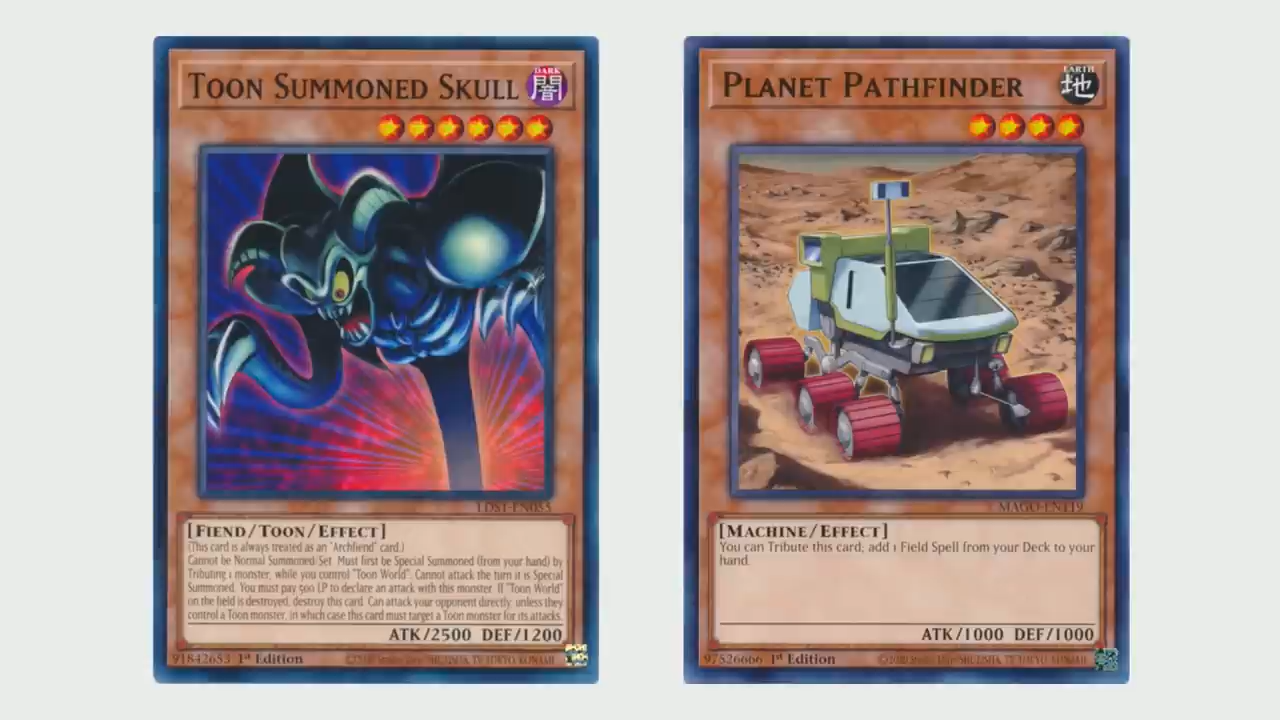 TOON SUMMONED SKULL
DARK
闇
LDS1-EN055
[FIEND/TOON/EFFECT]
(This card is always treated as an "Archfiend" card.)
Cannot be Normal Summoned/Set. Must first be Special Summoned (from your hand) by
Tributing 1 monster, while you control "Toon World". Cannot attack the turn it is Special
Summoned. You must pay 500 LP to declare an attack with this monster. If "Toon World"
on the field is destroyed, destroy this card. Can attack your opponent directly, unless they
control a Toon monster, in which case this card must target a Toon monster for its attacks.
ATK/2500 DEF/1200
91842653 1st Edition
PLANET PATHFINDER
EARTH
地
MAGO-EN119
[MACHINE/EFFECT]
You can Tribute this card; add 1 Field Spell from your Deck to your
hand.
ATK/1000 DEF/1000
97526666 1st Edition